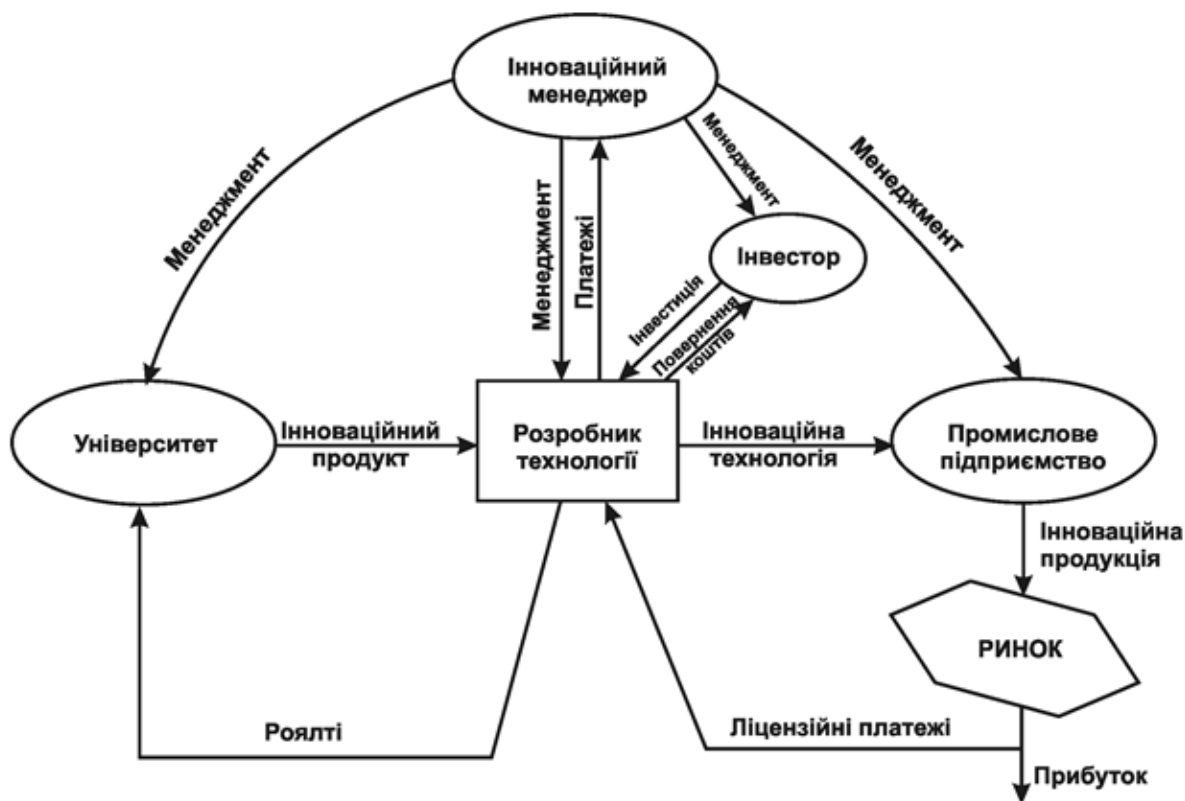 Інноваційний
менеджер
Менеджмент
Менеджмент
Платежі
Менеджмент
Менеджмент
Інвестор
Інвестиція
Повернення
коштів
Університет
Інноваційний
продукт
Розробник
технології
Інноваційна
технологія
Промислове
підприємство
Інноваційна
продукція
РИНОК
Роялті
Ліцензійні платежі
Прибуток